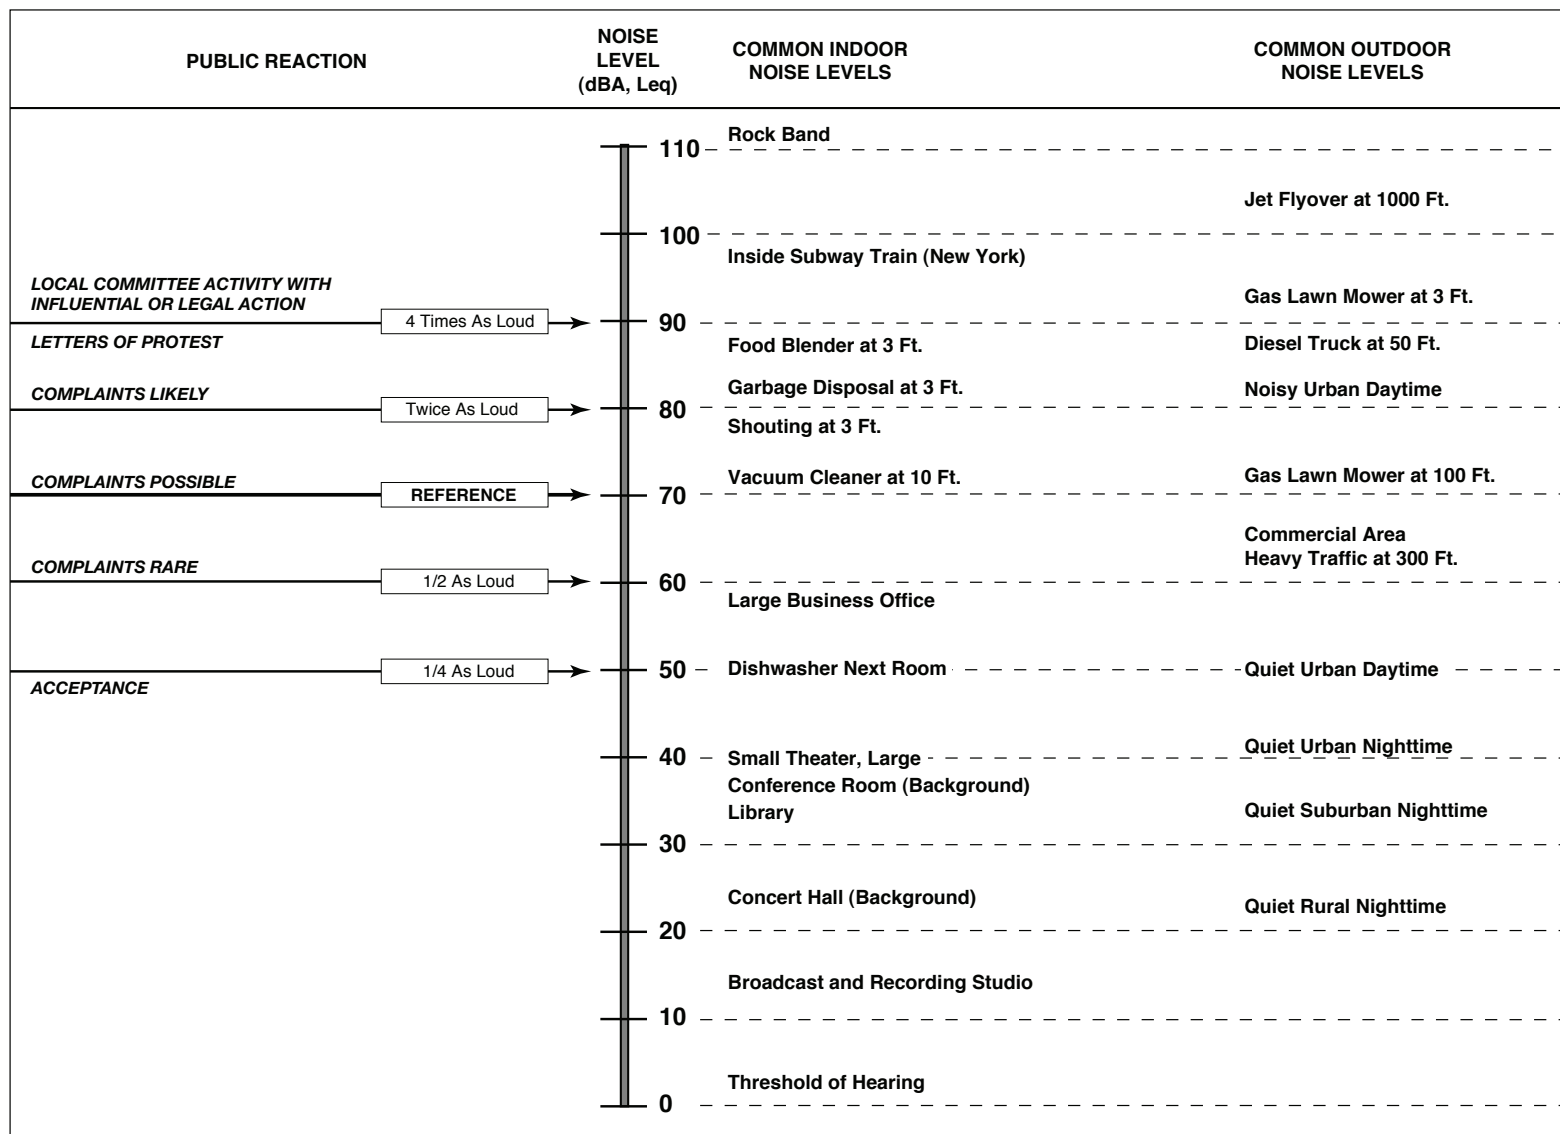 PUBLIC REACTION
NOISE
LEVEL
(dBA, Leq)
COMMON INDOOR
NOISE LEVELS
COMMON OUTDOOR
NOISE LEVELS
Rock Band
110
Jet Flyover at 1000 Ft.
100
Inside Subway Train (New York)
LOCAL COMMITTEE ACTIVITY WITH
INFLUENTIAL OR LEGAL ACTION
Gas Lawn Mower at 3 Ft.
4 Times As Loud
90
LETTERS OF PROTEST
Food Blender at 3 Ft.
Diesel Truck at 50 Ft.
COMPLAINTS LIKELY
Garbage Disposal at 3 Ft.
Noisy Urban Daytime
Twice As Loud
80
Shouting at 3 Ft.
COMPLAINTS POSSIBLE
Vacuum Cleaner at 10 Ft.
Gas Lawn Mower at 100 Ft.
REFERENCE
70
Commercial Area
Heavy Traffic at 300 Ft.
COMPLAINTS RARE
1/2 As Loud
60
Large Business Office
1/4 As Loud
50
Dishwasher Next Room
Quiet Urban Daytime
ACCEPTANCE
Quiet Urban Nighttime
40
Small Theater, Large
Conference Room (Background)
Library
Quiet Suburban Nighttime
30
Concert Hall (Background)
Quiet Rural Nighttime
20
Broadcast and Recording Studio
10
Threshold of Hearing
0